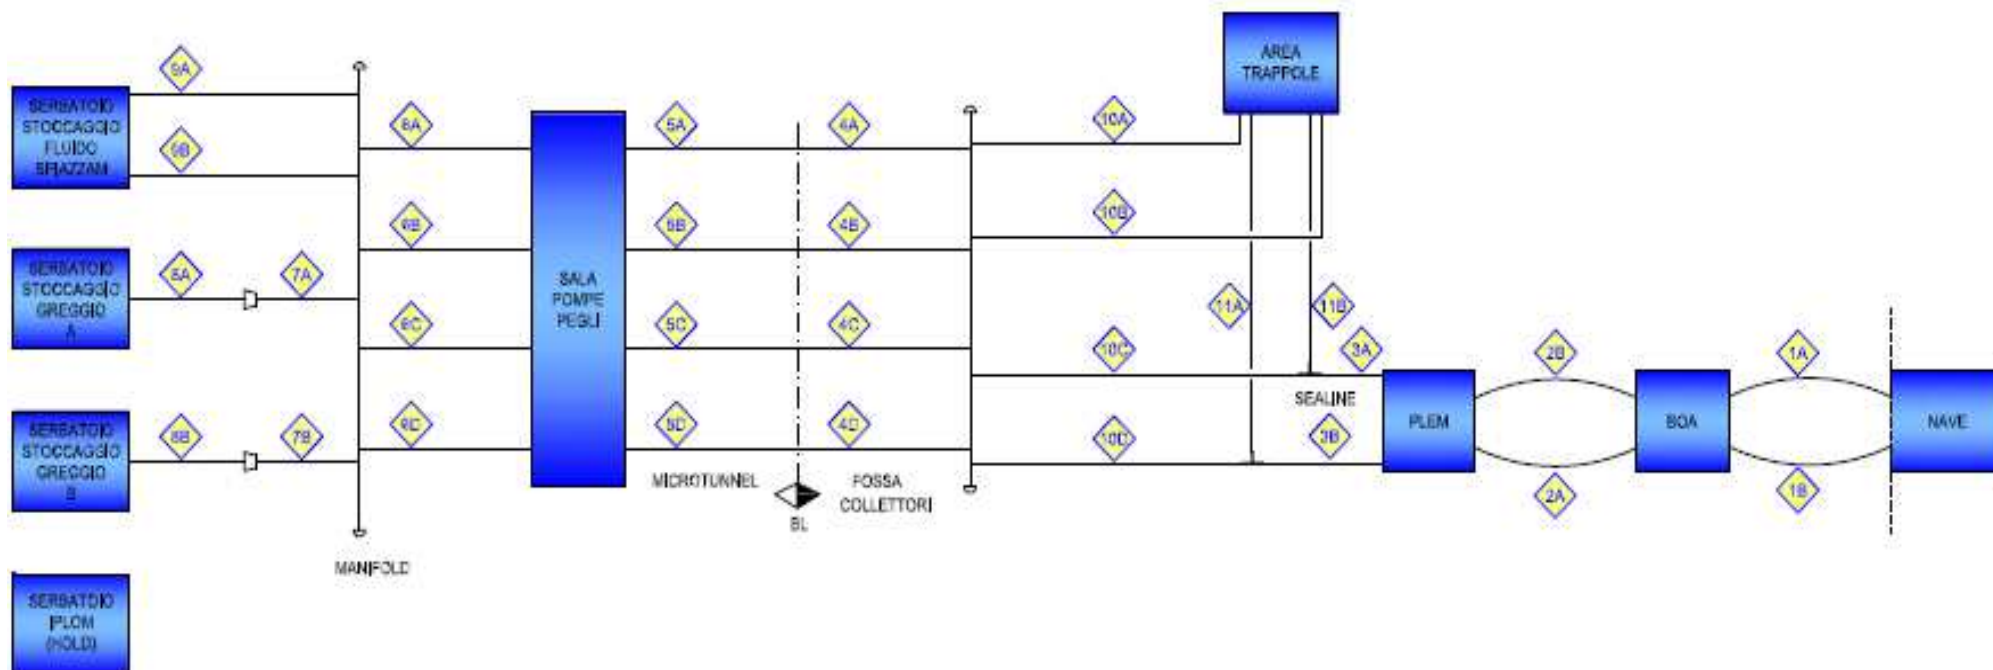 AREA
TRAPPOLE
9A
SERBATOIO
STOCCAGGIO
FLUIDO
SPIAZZAM
9B
6A
5A
4A
10A
6B
5B
4B
10B
SERBATOIO
STOCCAGGIO
GREGGIO
A
8A
7A
SALA
POMPE
PEGLI
6C
5C
4C
10C
11A
11B
3A
2B
1A
SEALINE
PLEM
BOA
NAVE
SERBATOIO
STOCCAGGIO
GREGGIO
B
8B
7B
6D
5D
4D
10D
3B
2A
1B
MICROTUNNEL
FOSSA
COLLETTORI
BL
MANIFOLD
SERBATOIO
IPLOM
(HOLD)